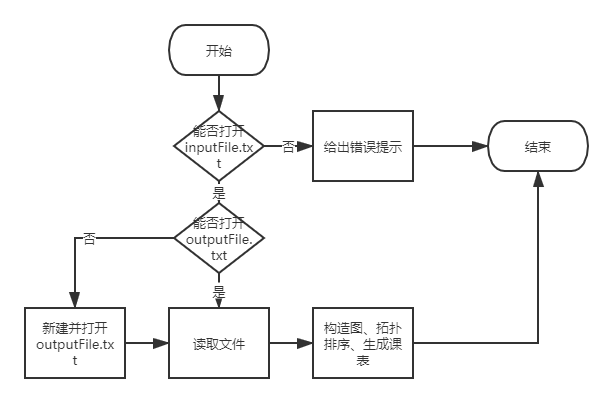 开始
能否打开
inputFile.tx
t
否
给出错误提示
结束
是
能否打开
outputFile.
txt
否
是
新建并打开
outputFile.tx
t
读取文件
构造图、拓扑
排序、生成课
表